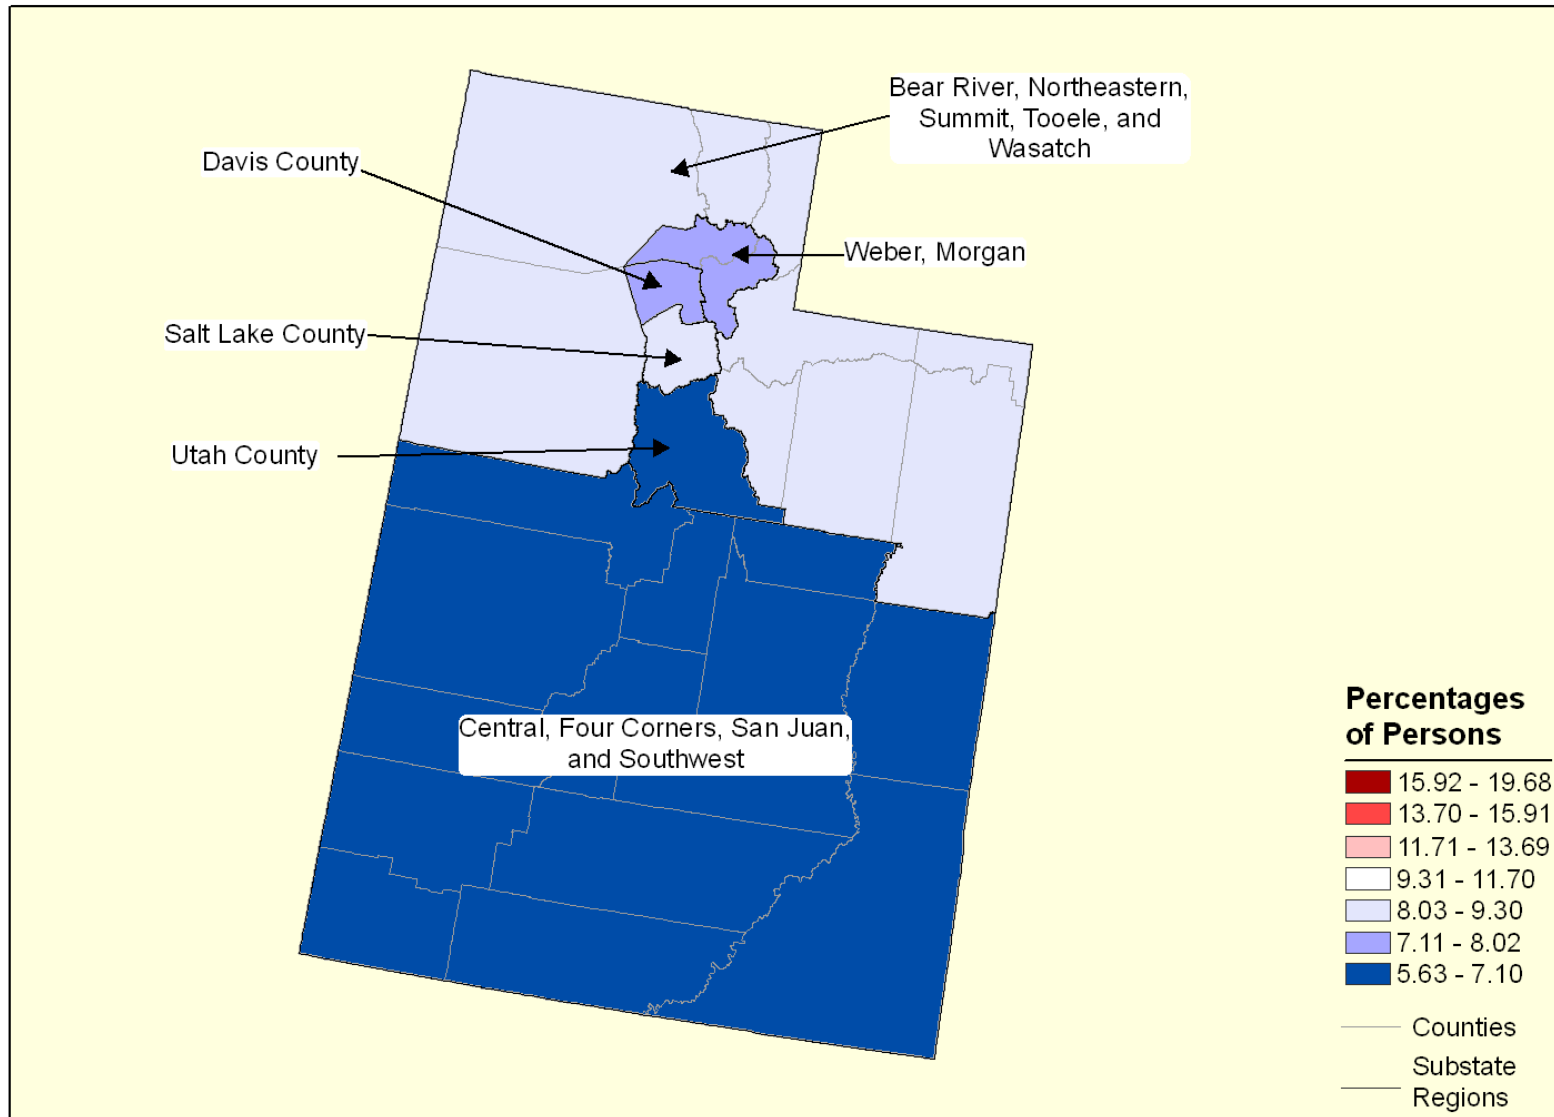 Bear River, Northeastern,
Summit, Tooele, and
Wasatch
Davis County
Weber, Morgan
Salt Lake County
Utah County
Central, Four Corners, San Juan,
and Southwest
Percentages
of Persons
15.92 - 19.68
13.70 - 15.91
11.71 - 13.69
9.31 - 11.70
8.03 - 9.30
7.11 - 8.02
5.63 - 7.10
Counties
Substate
Regions